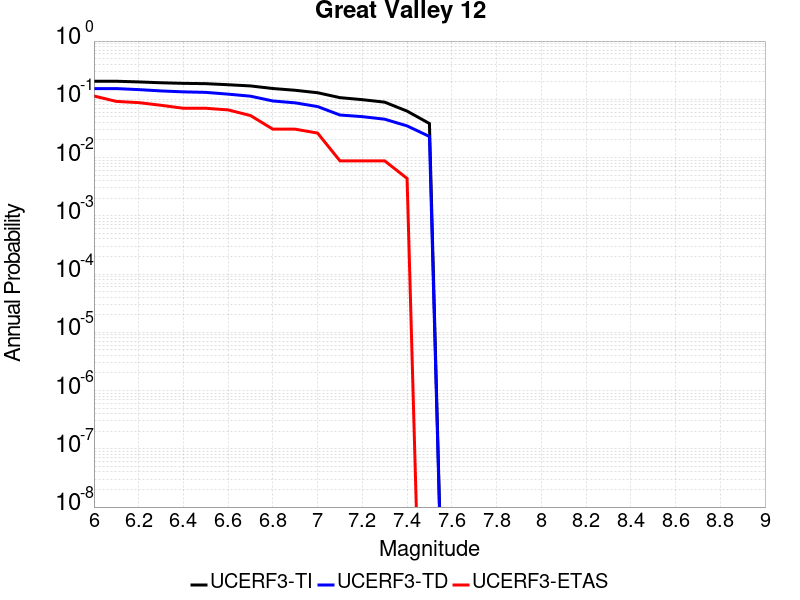 Great Valley 12
10^0
10^-1
10^-2
10^-3
10^-4
10^-5
10^-6
10^-7
10^-8
Annual Probability
6 6.2 6.4 6.6 6.8 7 7.2 7.4 7.6 7.8 8 8.2 8.4 8.6 8.8 9
Magnitude
UCERF3-TI UCERF3-TD UCERF3-ETAS